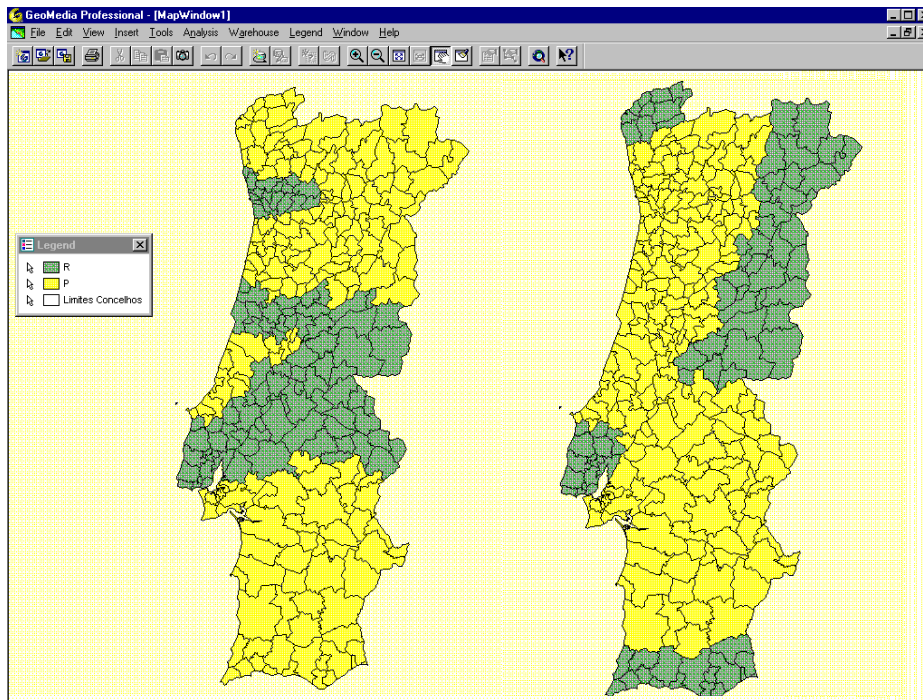 GeoMedia Professional - [MapWindow1]
File Edit View Insert Tools Analysis Warehouse Legend Window Help
Legend
R
P
Limites Concelhos